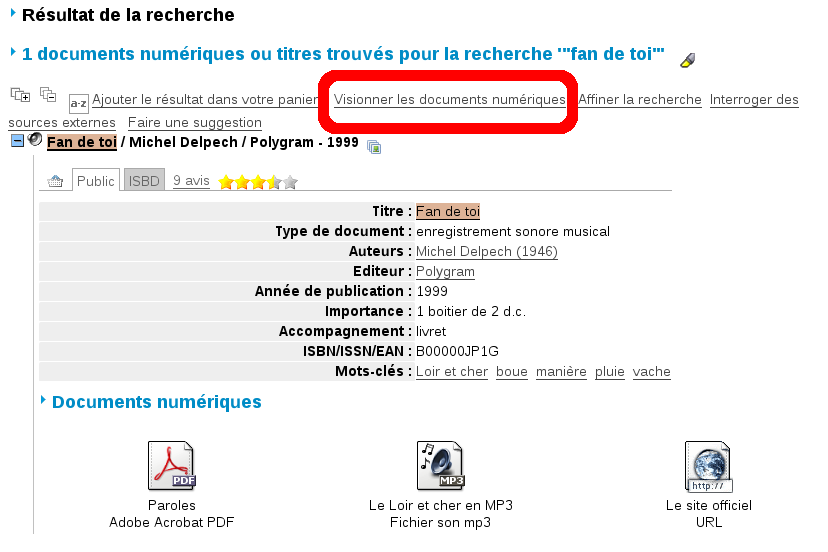 Résultat de la recherche
1 documents numériques ou titres trouvés pour la recherche '"fan de toi"'
a-z Ajouter le résultat dans votre panier Visionner les documents numériques Affiner la recherche Interroger des
sources externes Faire une suggestion
Fan de toi / Michel Delpech / Polygram - 1999
Public ISBD 9 avis
Titre : Fan de toi
Type de document : enregistrement sonore musical
Auteurs : Michel Delpech (1946)
Editeur : Polygram
Année de publication : 1999
Importance : 1 boitier de 2 d.c.
Accompagnement : livret
ISBN/ISSN/EAN : B00000JP1G
Mots-clés : Loir et cher boue manière pluie vache
Documents numériques
PDF MP3 http://
Paroles Le Loir et cher en MP3 Le site officiel
Adobe Acrobat PDF Fichier son mp3 URL